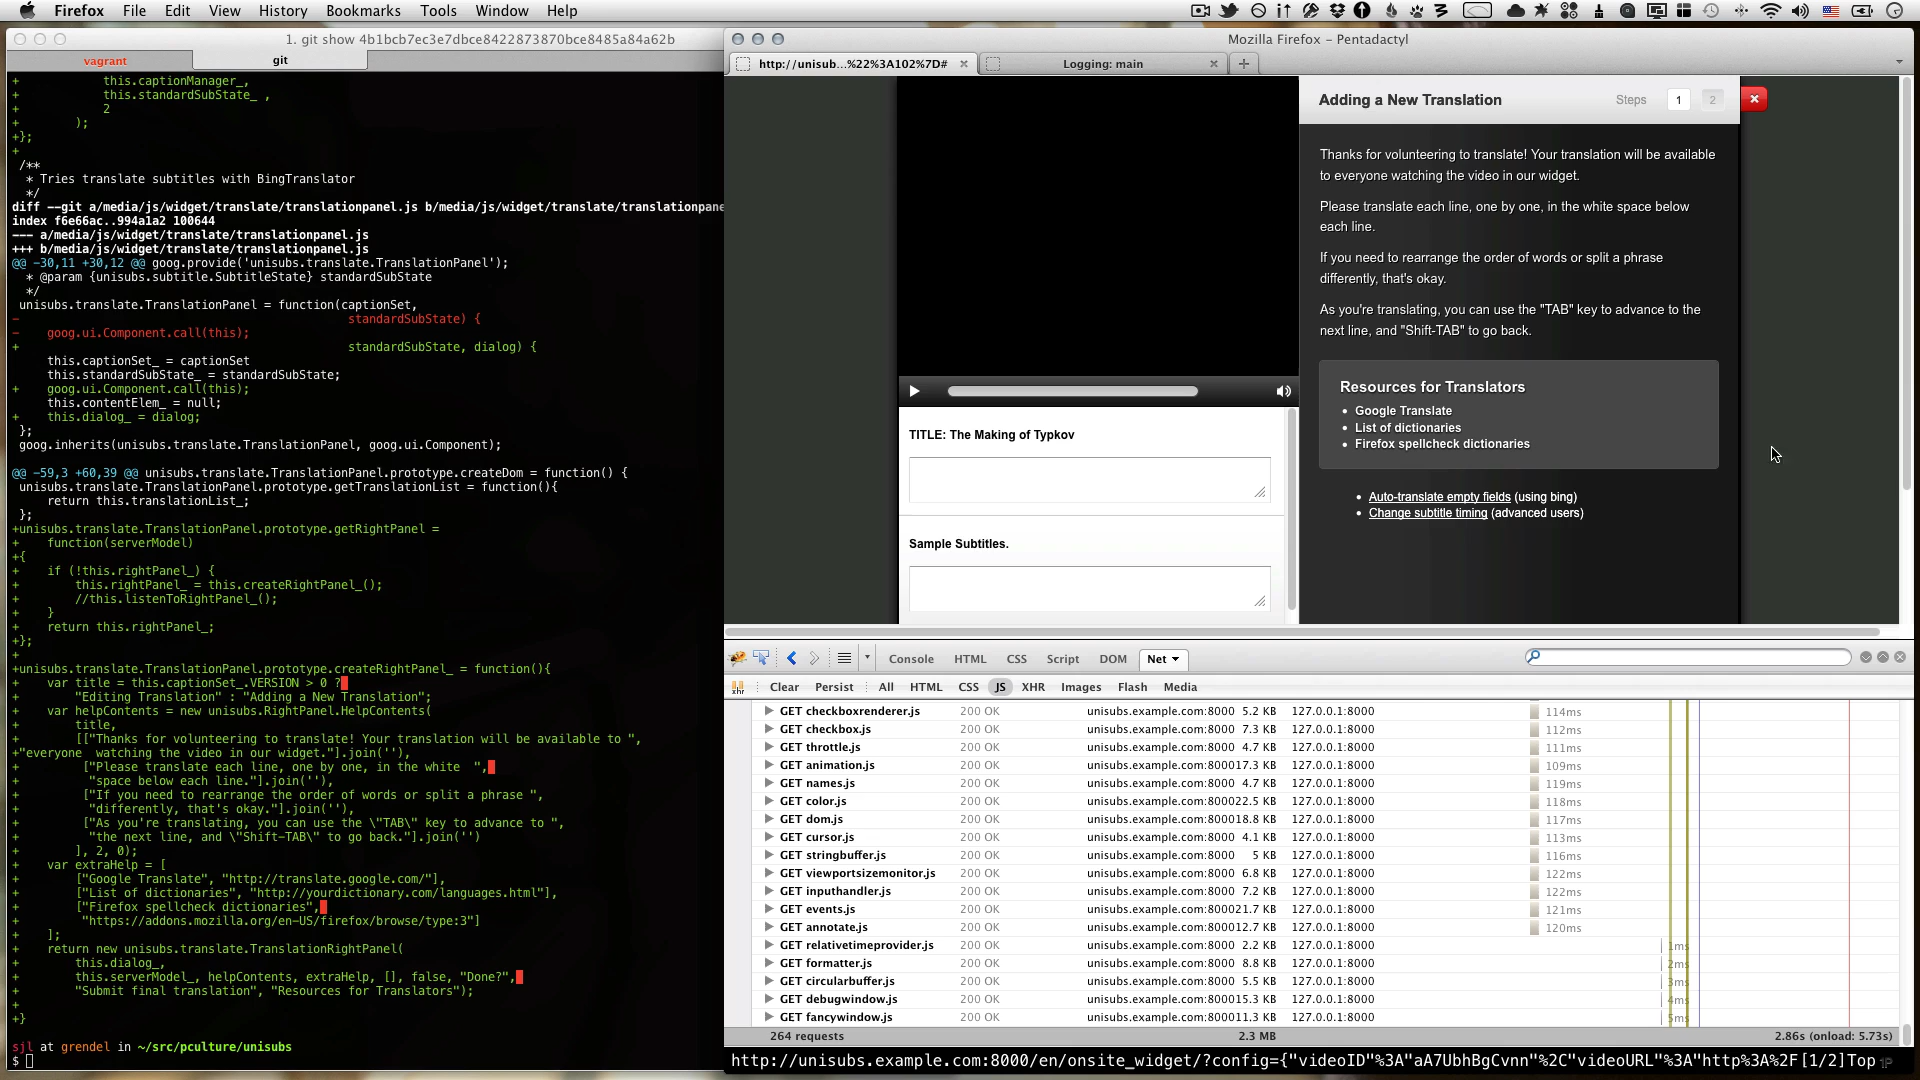 Firefox File Edit View History Bookmarks Tools Window Help
1. git show 4b1bcb7ec3e7dbce8422873870bce8485a84a62b
vagrant git
+ this.captionManager_,
+ this.standardSubState_ ,
+ 2
+ );
+};
+
/**
* Tries translate subtitles with BingTranslator
*/
diff --git a/media/js/widget/translate/translationpanel.js b/media/js/widget/translate/translationpane
index f6e66ac..994a1a2 100644
--- a/media/js/widget/translate/translationpanel.js
+++ b/media/js/widget/translate/translationpanel.js
@@ -30,11 +30,12 @@ goog.provide('unisubs.translate.TranslationPanel');
* @param {unisubs.subtitle.SubtitleState} standardSubState
*/
unisubs.translate.TranslationPanel = function(captionSet,
- standardSubState) {
- goog.ui.Component.call(this);
+ standardSubState, dialog) {
this.captionSet_ = captionSet
this.standardSubState_ = standardSubState;
+ goog.ui.Component.call(this);
this.contentElem_ = null;
+ this.dialog_ = dialog;
};
goog.inherits(unisubs.translate.TranslationPanel, goog.ui.Component);
@@ -59,3 +60,39 @@ unisubs.translate.TranslationPanel.prototype.createDom = function() {
unisubs.translate.TranslationPanel.prototype.getTranslationList = function(){
return this.translationList_;
};
+unisubs.translate.TranslationPanel.prototype.getRightPanel =
+ function(serverModel)
+{
+ if (!this.rightPanel_) {
+ this.rightPanel_ = this.createRightPanel_();
+ //this.listenToRightPanel_();
+ }
+ return this.rightPanel_;
+};
+
+unisubs.translate.TranslationPanel.prototype.createRightPanel_ = function(){
+ var title = this.captionSet_.VERSION > 0 ?
+ "Editing Translation" : "Adding a New Translation";
+ var helpContents = new unisubs.RightPanel.HelpContents(
+ title,
+ [["Thanks for volunteering to translate! Your translation will be available to ",
+"everyone watching the video in our widget."].join(''),
+ ["Please translate each line, one by one, in the white ",
+ "space below each line."].join(''),
+ ["If you need to rearrange the order of words or split a phrase ",
+ "differently, that's okay."].join(''),
+ ["As you're translating, you can use the \"TAB\" key to advance to ",
+ "the next line, and \"Shift-TAB\" to go back."].join('')
+ ], 2, 0);
+ var extraHelp = [
+ ["Google Translate", "http://translate.google.com/"],
+ ["List of dictionaries", "http://yourdictionary.com/languages.html"],
+ ["Firefox spellcheck dictionaries",
+ "https://addons.mozilla.org/en-US/firefox/browse/type:3"]
+ ];
+ return new unisubs.translate.TranslationRightPanel(
+ this.dialog_,
+ this.serverModel_, helpContents, extraHelp, [], false, "Done?",
+ "Submit final translation", "Resources for Translators");
+
+}
sjl at grendel in ~/src/pculture/unisubs
$
Mozilla Firefox - Pentadactyl
http://unisub...%22%3A102%7D# Logging: main
TITLE: The Making of Typkov
Sample Subtitles.
Adding a New Translation Steps 1 2
Thanks for volunteering to translate! Your translation will be available
to everyone watching the video in our widget.
Please translate each line, one by one, in the white space below
each line.
If you need to rearrange the order of words or split a phrase
differently, that's okay.
As you're translating, you can use the "TAB" key to advance to the
next line, and "Shift-TAB" to go back.
Resources for Translators
• Google Translate
• List of dictionaries
• Firefox spellcheck dictionaries
• Auto-translate empty fields (using bing)
• Change subtitle timing (advanced users)
Console HTML CSS Script DOM Net
Clear Persist All HTML CSS JS XHR Images Flash Media
GET checkboxrenderer.js 200 OK unisubs.example.com:8000 5.2 KB 127.0.0.1:8000 114ms
GET checkbox.js 200 OK unisubs.example.com:8000 7.3 KB 127.0.0.1:8000 112ms
GET throttle.js 200 OK unisubs.example.com:8000 4.7 KB 127.0.0.1:8000 111ms
GET animation.js 200 OK unisubs.example.com:8000 17.3 KB 127.0.0.1:8000 109ms
GET names.js 200 OK unisubs.example.com:8000 4.7 KB 127.0.0.1:8000 119ms
GET color.js 200 OK unisubs.example.com:8000 22.5 KB 127.0.0.1:8000 118ms
GET dom.js 200 OK unisubs.example.com:8000 18.8 KB 127.0.0.1:8000 117ms
GET cursor.js 200 OK unisubs.example.com:8000 4.1 KB 127.0.0.1:8000 113ms
GET stringbuffer.js 200 OK unisubs.example.com:8000 5 KB 127.0.0.1:8000 116ms
GET viewportsizemonitor.js 200 OK unisubs.example.com:8000 6.8 KB 127.0.0.1:8000 122ms
GET inputhandler.js 200 OK unisubs.example.com:8000 7.2 KB 127.0.0.1:8000 122ms
GET events.js 200 OK unisubs.example.com:8000 21.7 KB 127.0.0.1:8000 121ms
GET annotate.js 200 OK unisubs.example.com:8000 12.7 KB 127.0.0.1:8000 120ms
GET relativetimeprovider.js 200 OK unisubs.example.com:8000 2.2 KB 127.0.0.1:8000 1ms
GET formatter.js 200 OK unisubs.example.com:8000 8.8 KB 127.0.0.1:8000 2ms
GET circularbuffer.js 200 OK unisubs.example.com:8000 5.5 KB 127.0.0.1:8000 3ms
GET debugwindow.js 200 OK unisubs.example.com:8000 15.3 KB 127.0.0.1:8000 4ms
GET fancywindow.js 200 OK unisubs.example.com:8000 11.3 KB 127.0.0.1:8000 5ms
264 requests 2.3 MB 2.86s (onload: 5.73s)
http://unisubs.example.com:8000/en/onsite_widget/?config={"videoID"%3A"aA7UbhBgCvnn"%2C"videoURL"%3A"http%3A%2F[1/2]Top